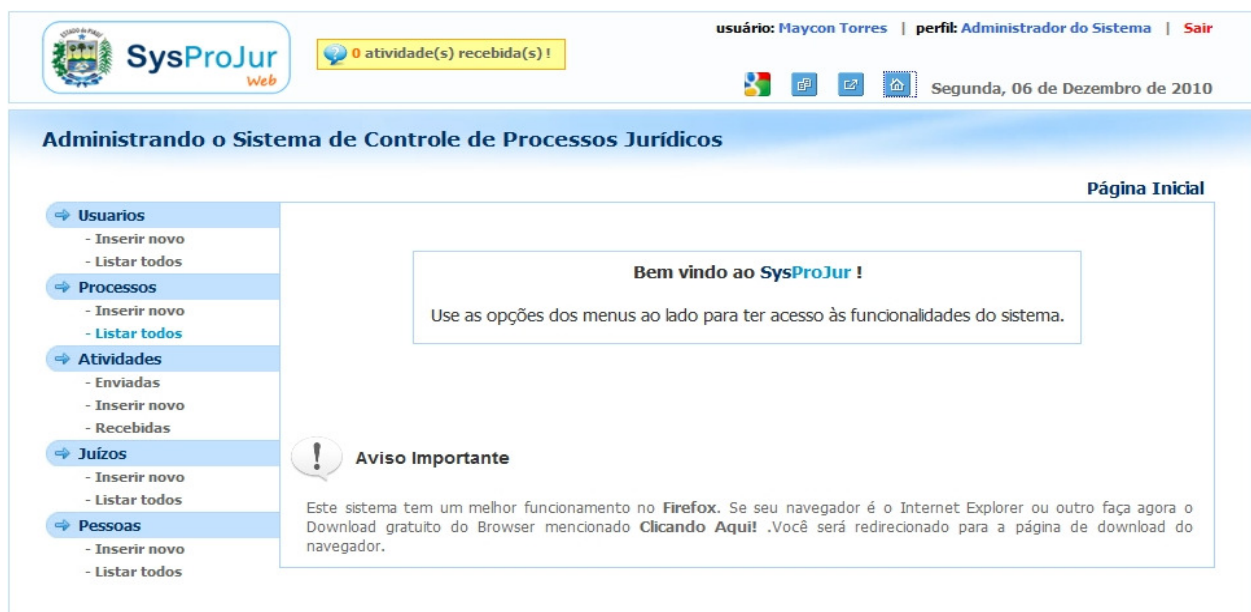 usuário: Maycon Torres | perfil: Administrador do Sistema | Sair
ESTADO DO PIAUÍ
SysProJur
Web
0 atividade(s) recebida(s) !
Segunda, 06 de Dezembro de 2010
Administrando o Sistema de Controle de Processos Jurídicos
Página Inicial
Usuarios
- Inserir novo
- Listar todos
Processos
- Inserir novo
- Listar todos
Atividades
- Enviadas
- Inserir novo
- Recebidas
Juízos
- Inserir novo
- Listar todos
Pessoas
- Inserir novo
- Listar todos
Bem vindo ao SysProJur !
Use as opções dos menus ao lado para ter acesso às funcionalidades do sistema.
Aviso Importante
Este sistema tem um melhor funcionamento no Firefox. Se seu navegador é o Internet Explorer ou outro faça agora o
Download gratuito do Browser mencionado Clicando Aqui! .Você será redirecionado para a página de download do
navegador.